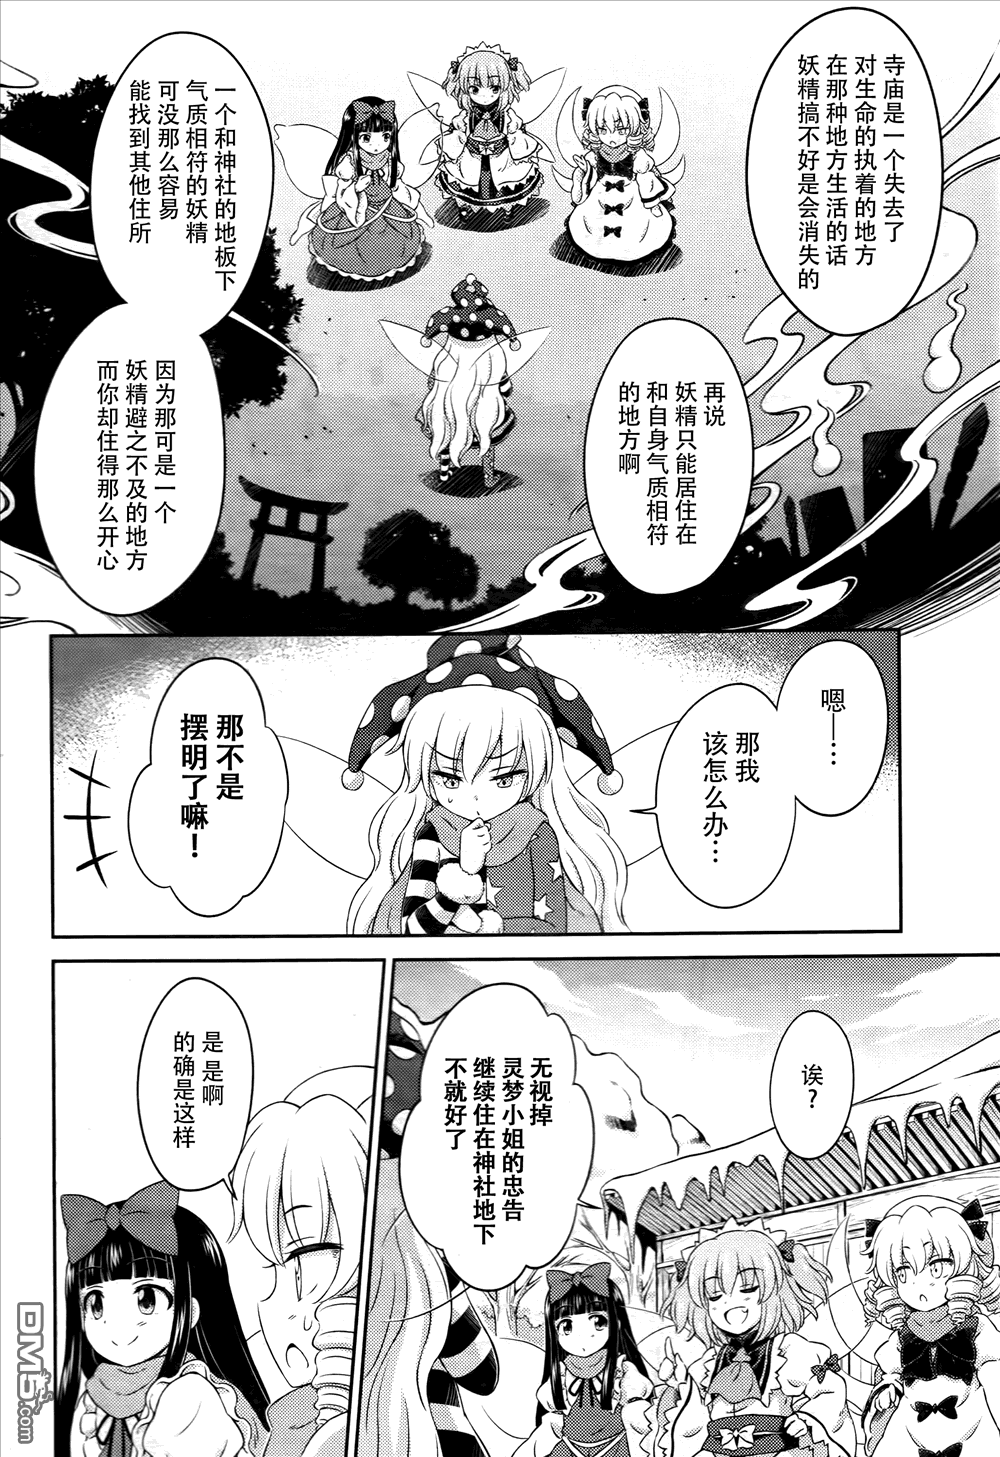 寺庙是一个失去了
对生命的执着的地方
在那种地方生活的话
妖精搞不好是会消失的
再说
妖精只能居住在
和自身气质相符
的地方啊
一个和神社的地板下
气质相符的妖精
可没那么容易
能找到其他住所
因为那可是一个
妖精避之不及的地方
而你却住得那么开心
嗯——…
那我
该怎么办…
那不是
摆明了嘛！
诶？
无视掉
灵梦小姐的忠告
继续住在神社地下
不就好了
是 是啊
的确是这样
DM5.com